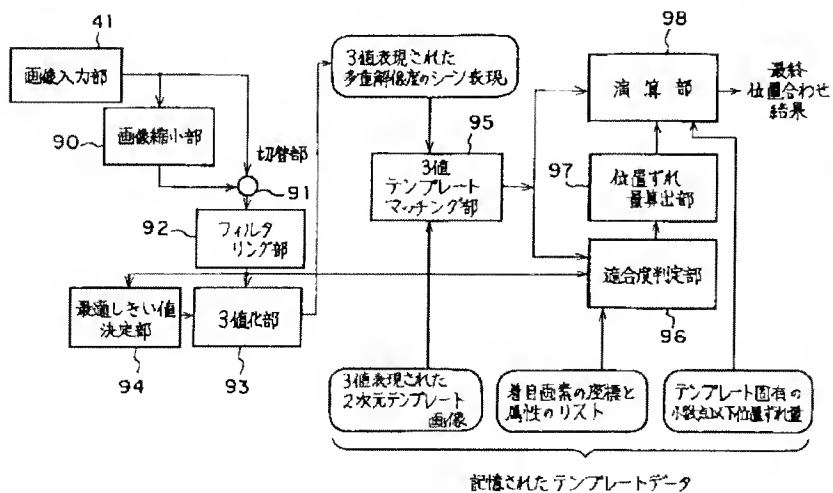 41
画像入力部
90
画像縮小部
切替部
91
92
フィルタ
リング部
最適しきい値
決定部
94
3値化部
93
3値表現された
多重解像度のシーン表現
95
3値
テンプレート
マッチング部
98
演算部
最終
位置合わせ
結果
97
位置ずれ
量算出部
適合度判定部
96
3値表現された
2次元テンプレート
画像
着目画素の座標と
属性のリスト
テンプレート固有の
小数点以下位置ずれ量
記憶されたテンプレートデータ